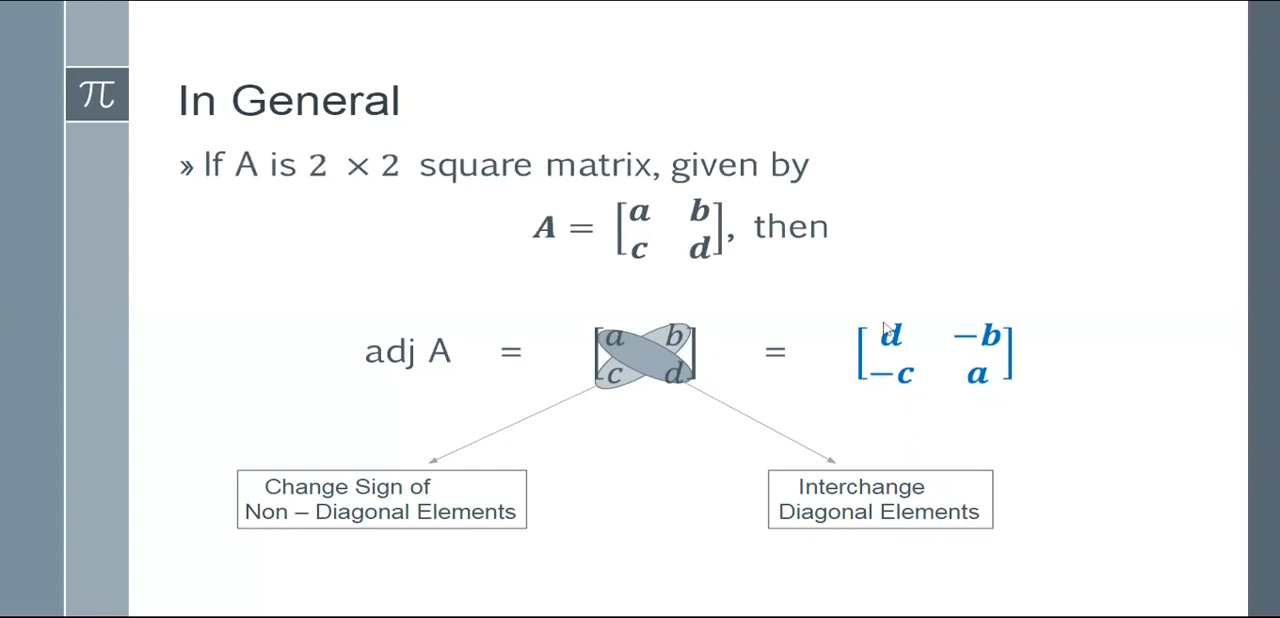 π
In General
» If A is 2 × 2 square matrix, given by
A = [a b
c d], then
adj A = [a b
c d] = [d −b
−c a]
Change Sign of
Non – Diagonal Elements
Interchange
Diagonal Elements